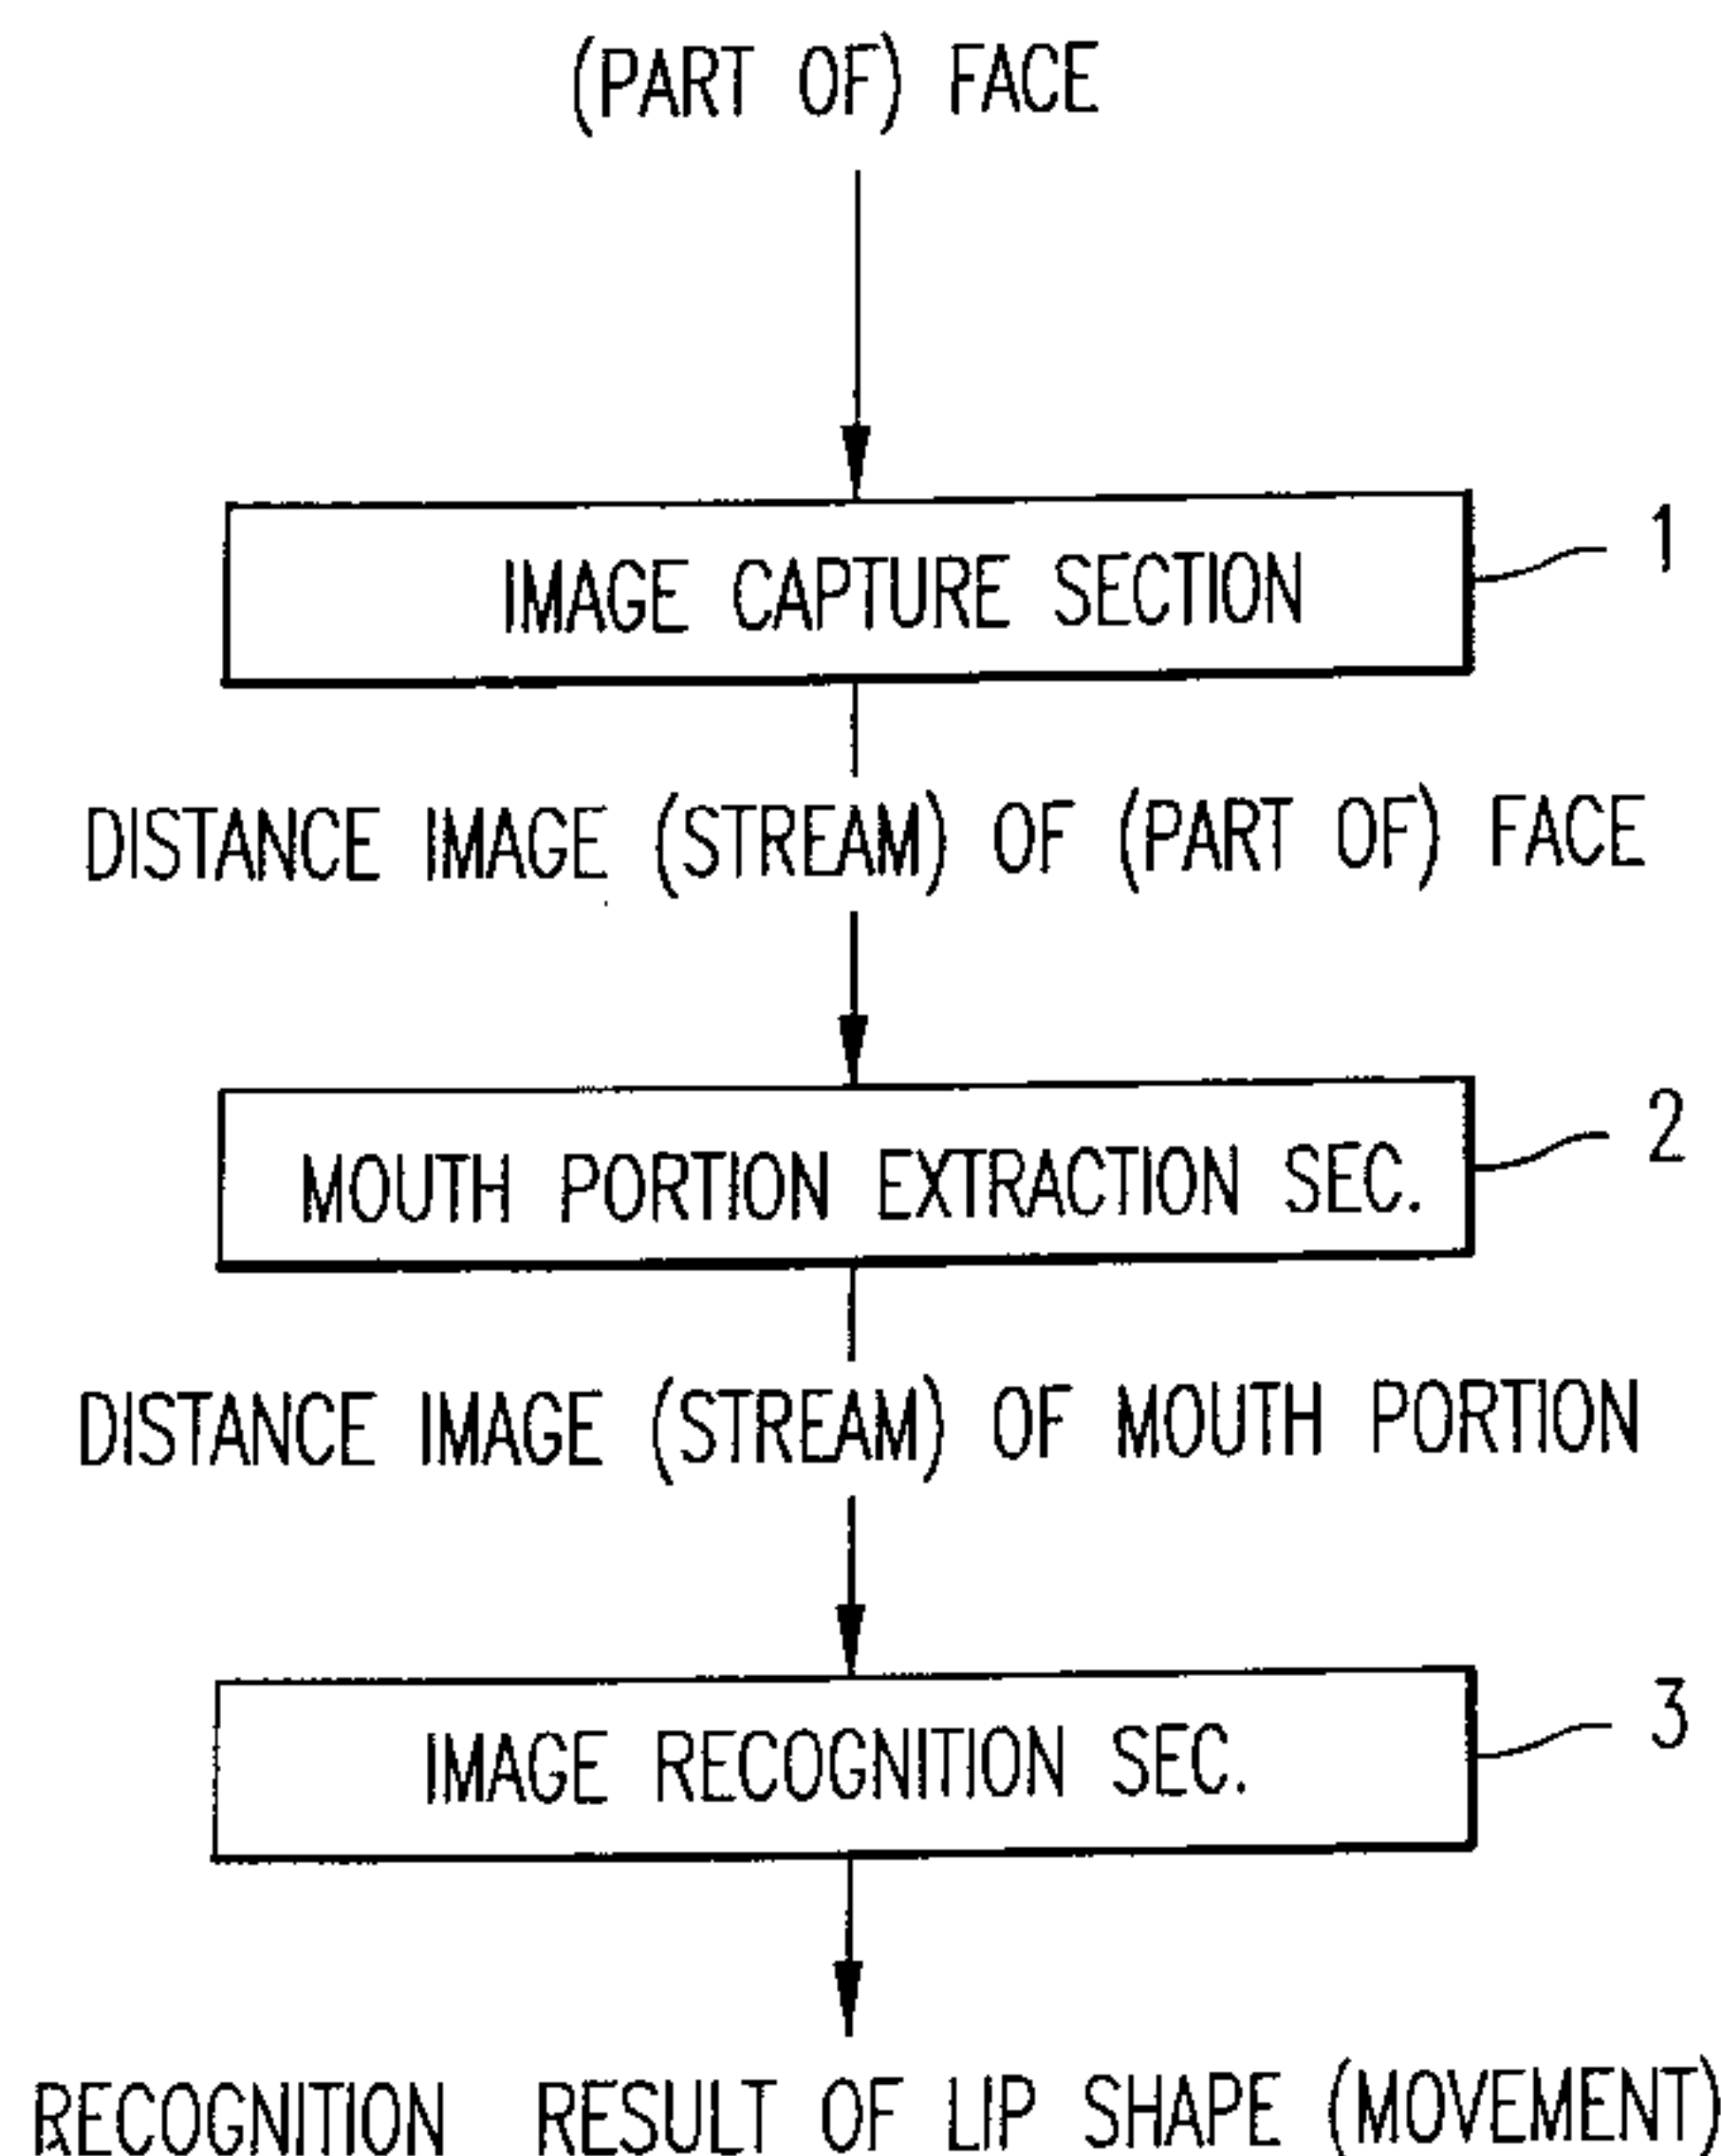 (PART OF) FACE
IMAGE CAPTURE SECTION
1
DISTANCE IMAGE (STREAM) OF (PART OF) FACE
MOUTH PORTION EXTRACTION SEC.
2
DISTANCE IMAGE (STREAM) OF MOUTH PORTION
IMAGE RECOGNITION SEC.
3
RECOGNITION RESULT OF LIP SHAPE (MOVEMENT)